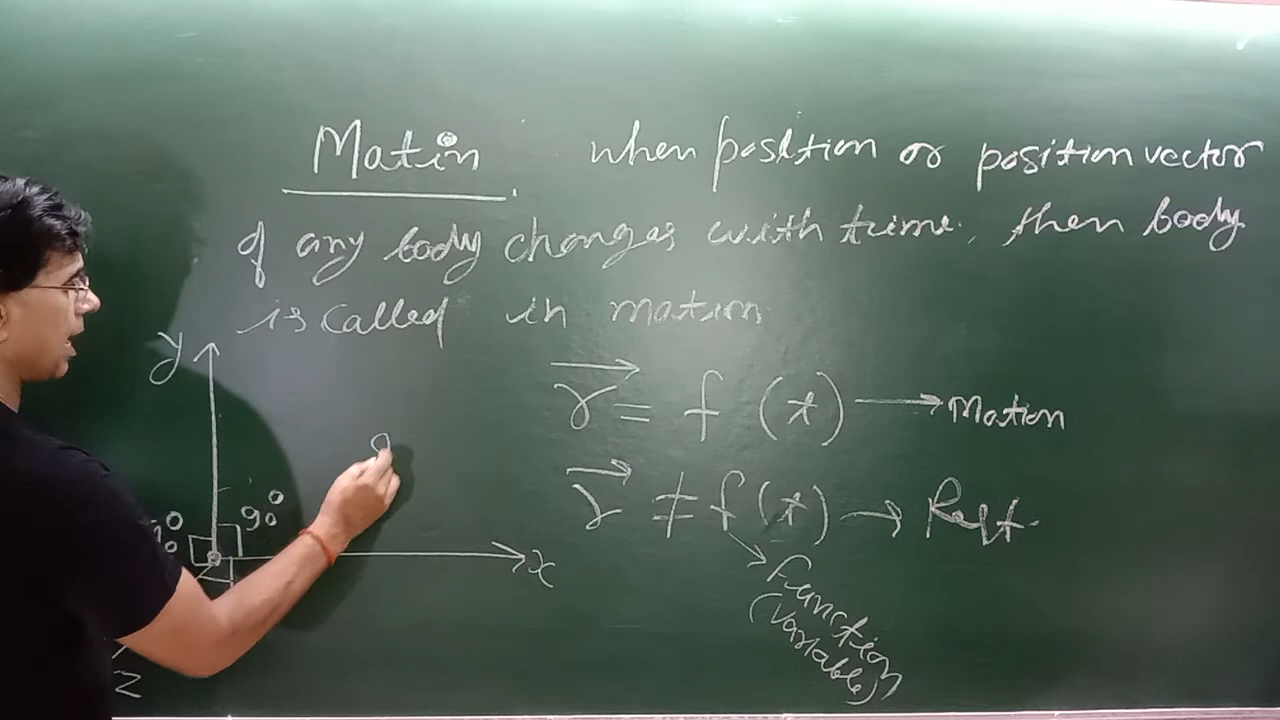 Motion when position or position vector
of any body changes with time, then body
is called in motion.
y
r = f (t) → Motion
r ≠ f (t) → Rest.
Function
(Variable)
90°
x
z